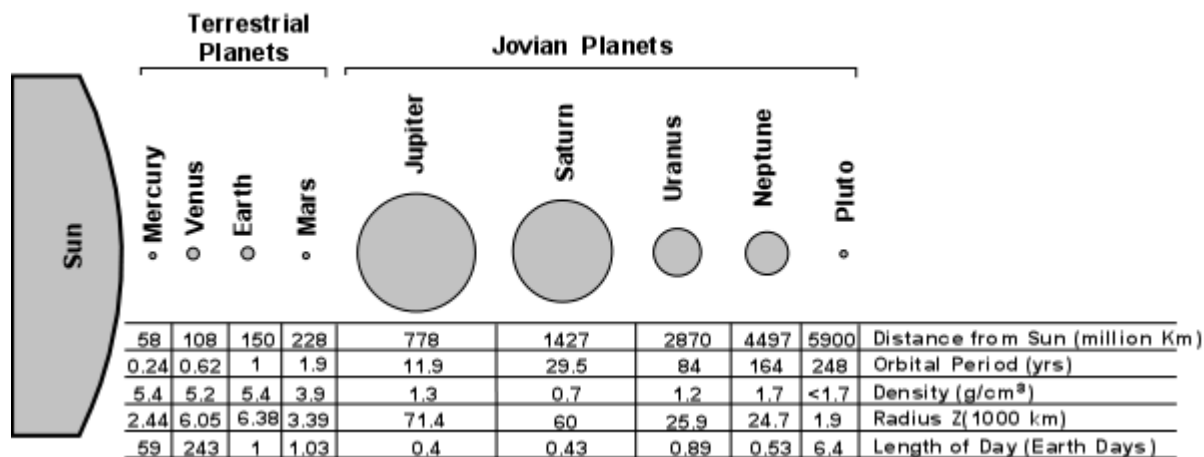 Terrestrial
Planets
Jovian Planets
Sun
Mercury
Venus
Earth
Mars
Jupiter
Saturn
Uranus
Neptune
Pluto
58 108 150 228 778 1427 2870 4497 5900 Distance from Sun (million Km)
0.24 0.62 1 1.9 11.9 29.5 84 164 248 Orbital Period (yrs)
5.4 5.2 5.4 3.9 1.3 0.7 1.2 1.7 <1.7 Density (g/cm³)
2.44 6.05 6.38 3.39 71.4 60 25.9 24.7 1.9 Radius Z(1000 km)
59 243 1 1.03 0.4 0.43 0.89 0.53 6.4 Length of Day (Earth Days)